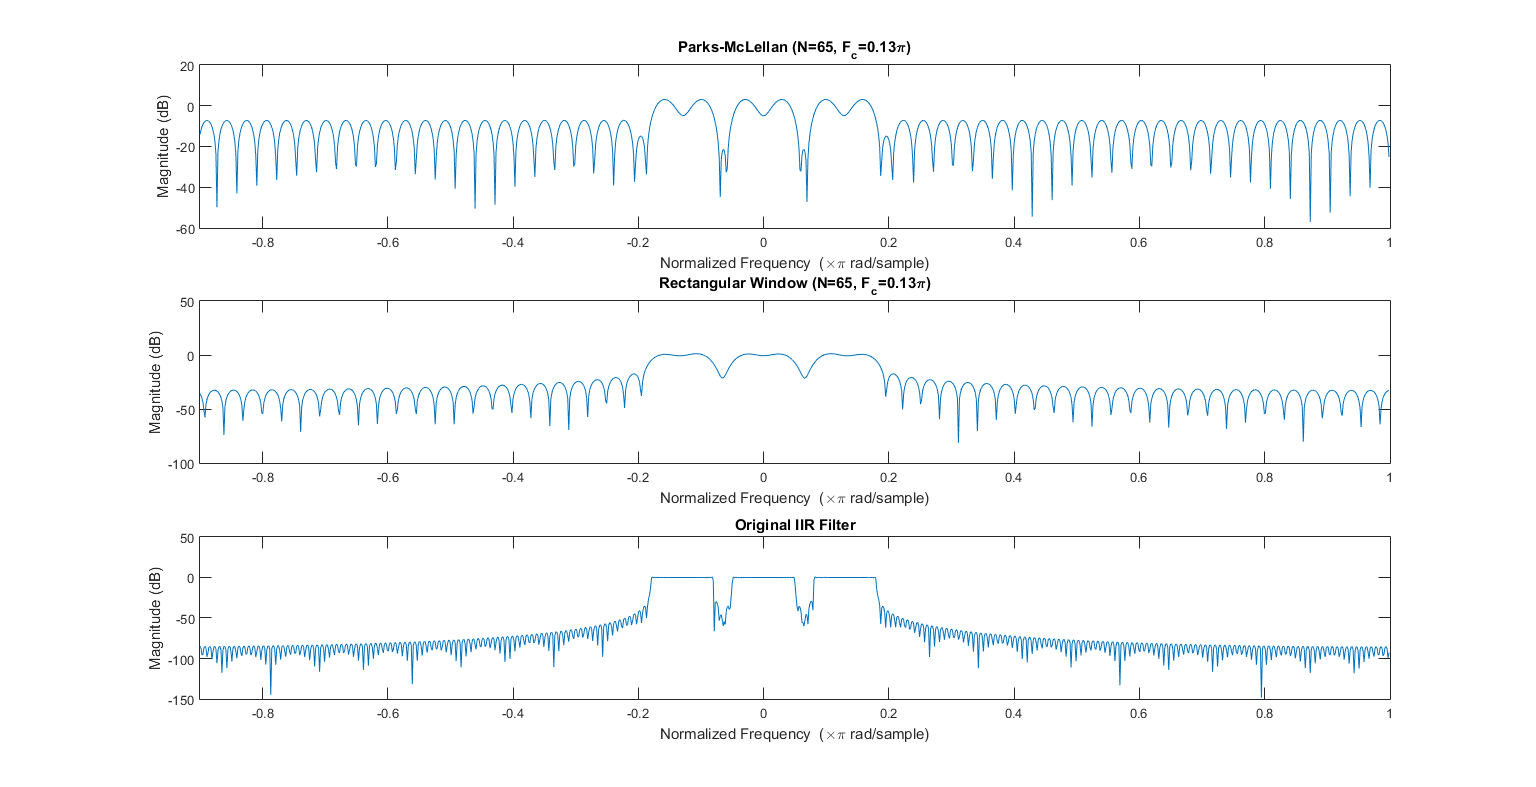 Parks-McLellan (N=65, F_c=0.13π)
20
0
-20
-40
-60
Magnitude (dB)
-0.8 -0.6 -0.4 -0.2 0 0.2 0.4 0.6 0.8 1
Normalized Frequency (×π rad/sample)
Rectangular Window (N=65, F_c=0.13π)
50
0
-50
-100
Magnitude (dB)
-0.8 -0.6 -0.4 -0.2 0 0.2 0.4 0.6 0.8 1
Normalized Frequency (×π rad/sample)
Original IIR Filter
50
0
-50
-100
-150
Magnitude (dB)
-0.8 -0.6 -0.4 -0.2 0 0.2 0.4 0.6 0.8 1
Normalized Frequency (×π rad/sample)